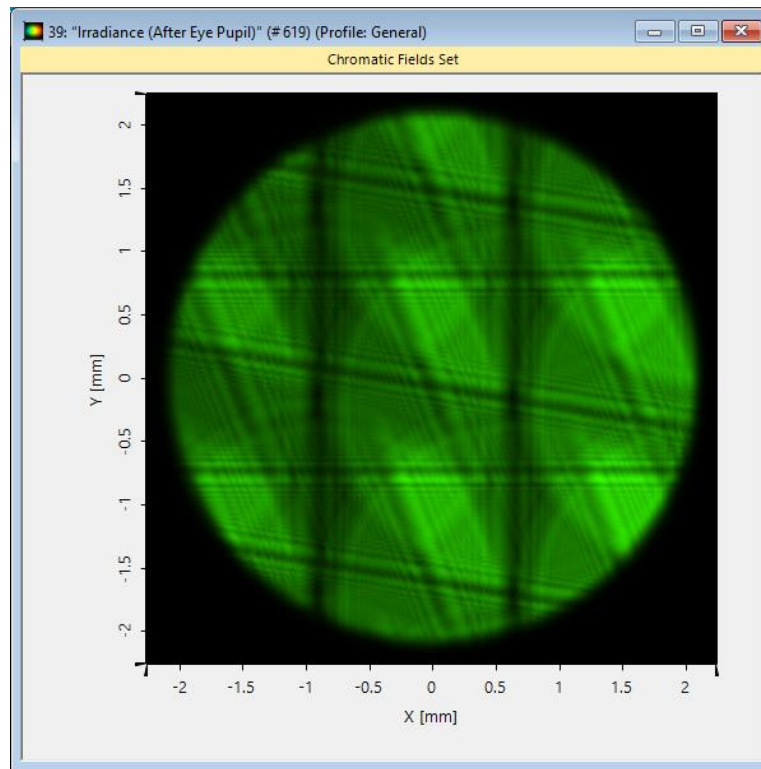 39: "Irradiance (After Eye Pupil)" (#619) (Profile: General)
Chromatic Fields Set
2
1.5
1
0.5
0
-0.5
-1
-1.5
-2
Y [mm]
-2 -1.5 -1 -0.5 0 0.5 1 1.5 2
X [mm]